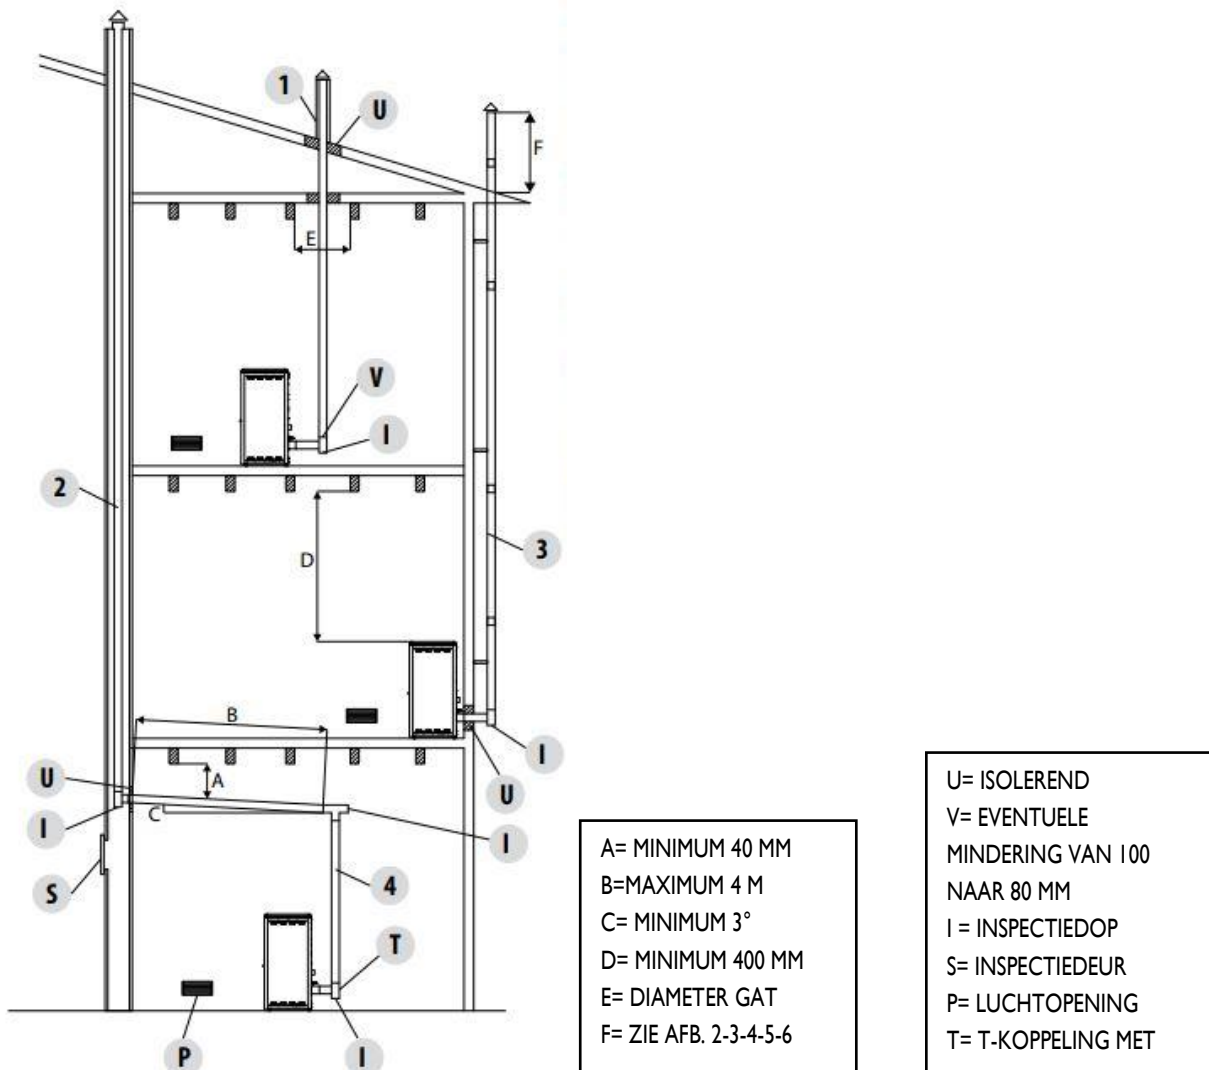 1
U
F
E
V
I
2
3
D
B
U
A
I
U
I
C
I
S
4
T
P
I
A= MINIMUM 40 MM
B=MAXIMUM 4 M
C= MINIMUM 3°
D= MINIMUM 400 MM
E= DIAMETER GAT
F= ZIE AFB. 2-3-4-5-6
U= ISOLEREND
V= EVENTUELE
MINDERING VAN 100
NAAR 80 MM
I = INSPECTIEDOP
S= INSPECTIEDEUR
P= LUCHTOPENING
T= T-KOPPELING MET